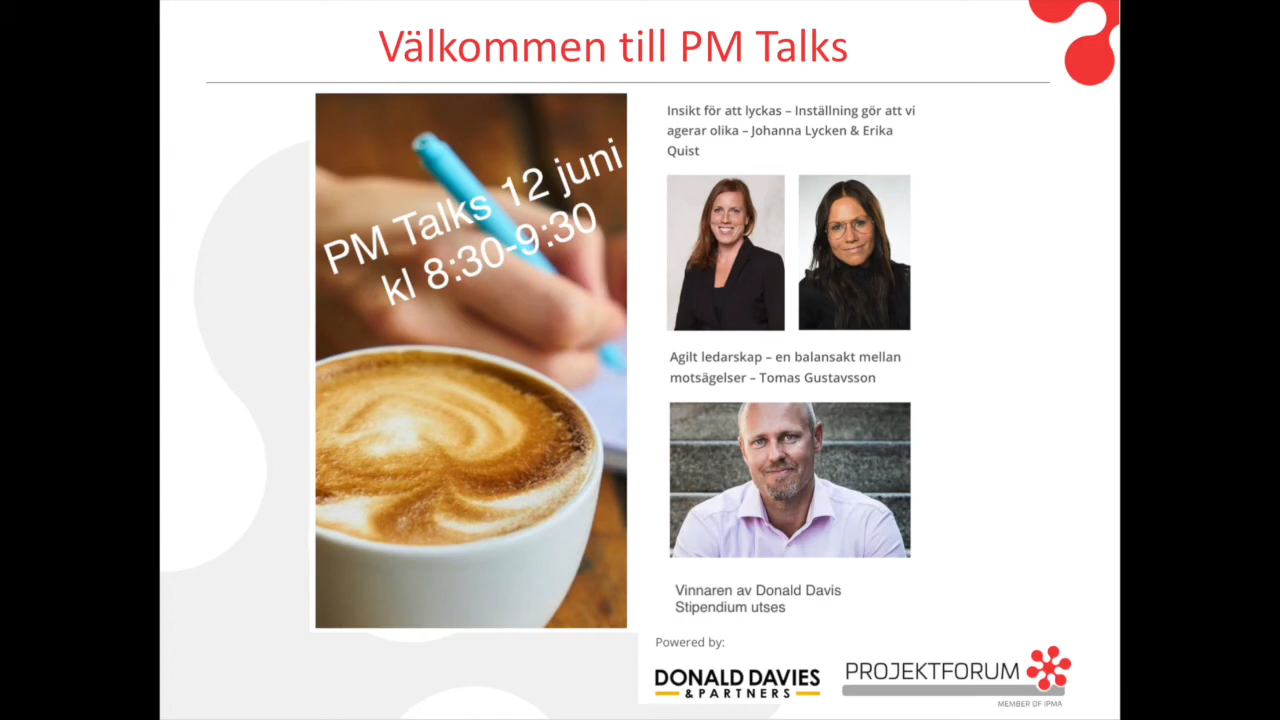 Välkommen till PM Talks
PM Talks 12 juni
kl 8:30-9:30
Insikt för att lyckas – Inställning gör att vi
agerar olika – Johanna Lycken & Erika
Quist
Agilt ledarskap – en balansakt mellan
motsägelser – Tomas Gustavsson
Vinnaren av Donald Davis
Stipendium utses
Powered by:
DONALD DAVIES
& PARTNERS
PROJEKTFORUM
MEMBER OF IPMA